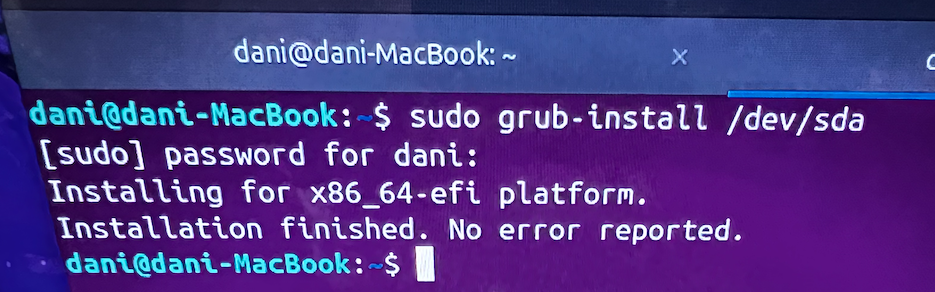 dani@dani-MacBook: ~ ×
dani@dani-MacBook:~$ sudo grub-install /dev/sda
[sudo] password for dani:
Installing for x86_64-efi platform.
Installation finished. No error reported.
dani@dani-MacBook:~$